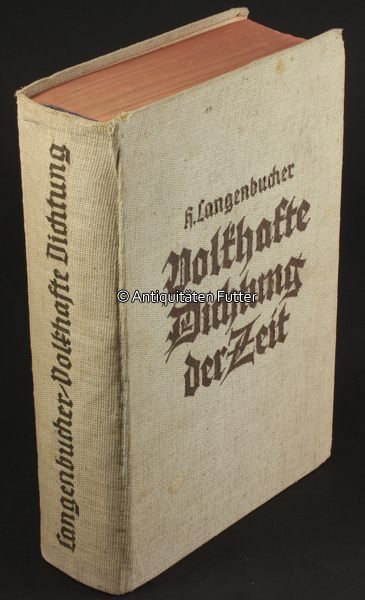 Langenbucher-Volkhafte Dichtung
H. Langenbucher
Volkhafte
Dichtung
der Zeit
© Antiquitäten Futter